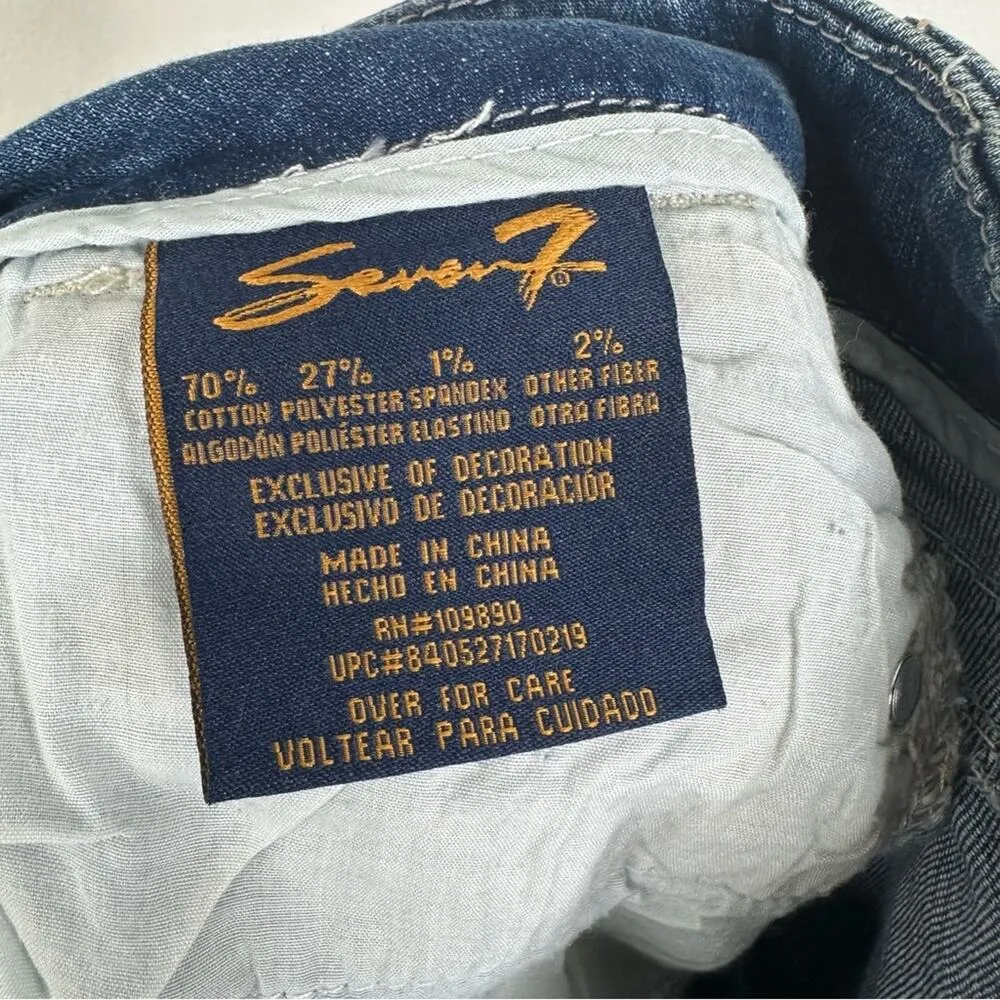 Seven7®
70% 27% 1% 2%
COTTON POLYESTER SPANDEX OTHER FIBER
ALGODÓN POLIÉSTER ELASTINO OTRA FIBRA
EXCLUSIVE OF DECORATION
EXCLUSIVO DE DECORACIÓR
MADE IN CHINA
HECHO EN CHINA
RN#109890
UPC#840527170219
OVER FOR CARE
VOLTEAR PARA CUIDADO